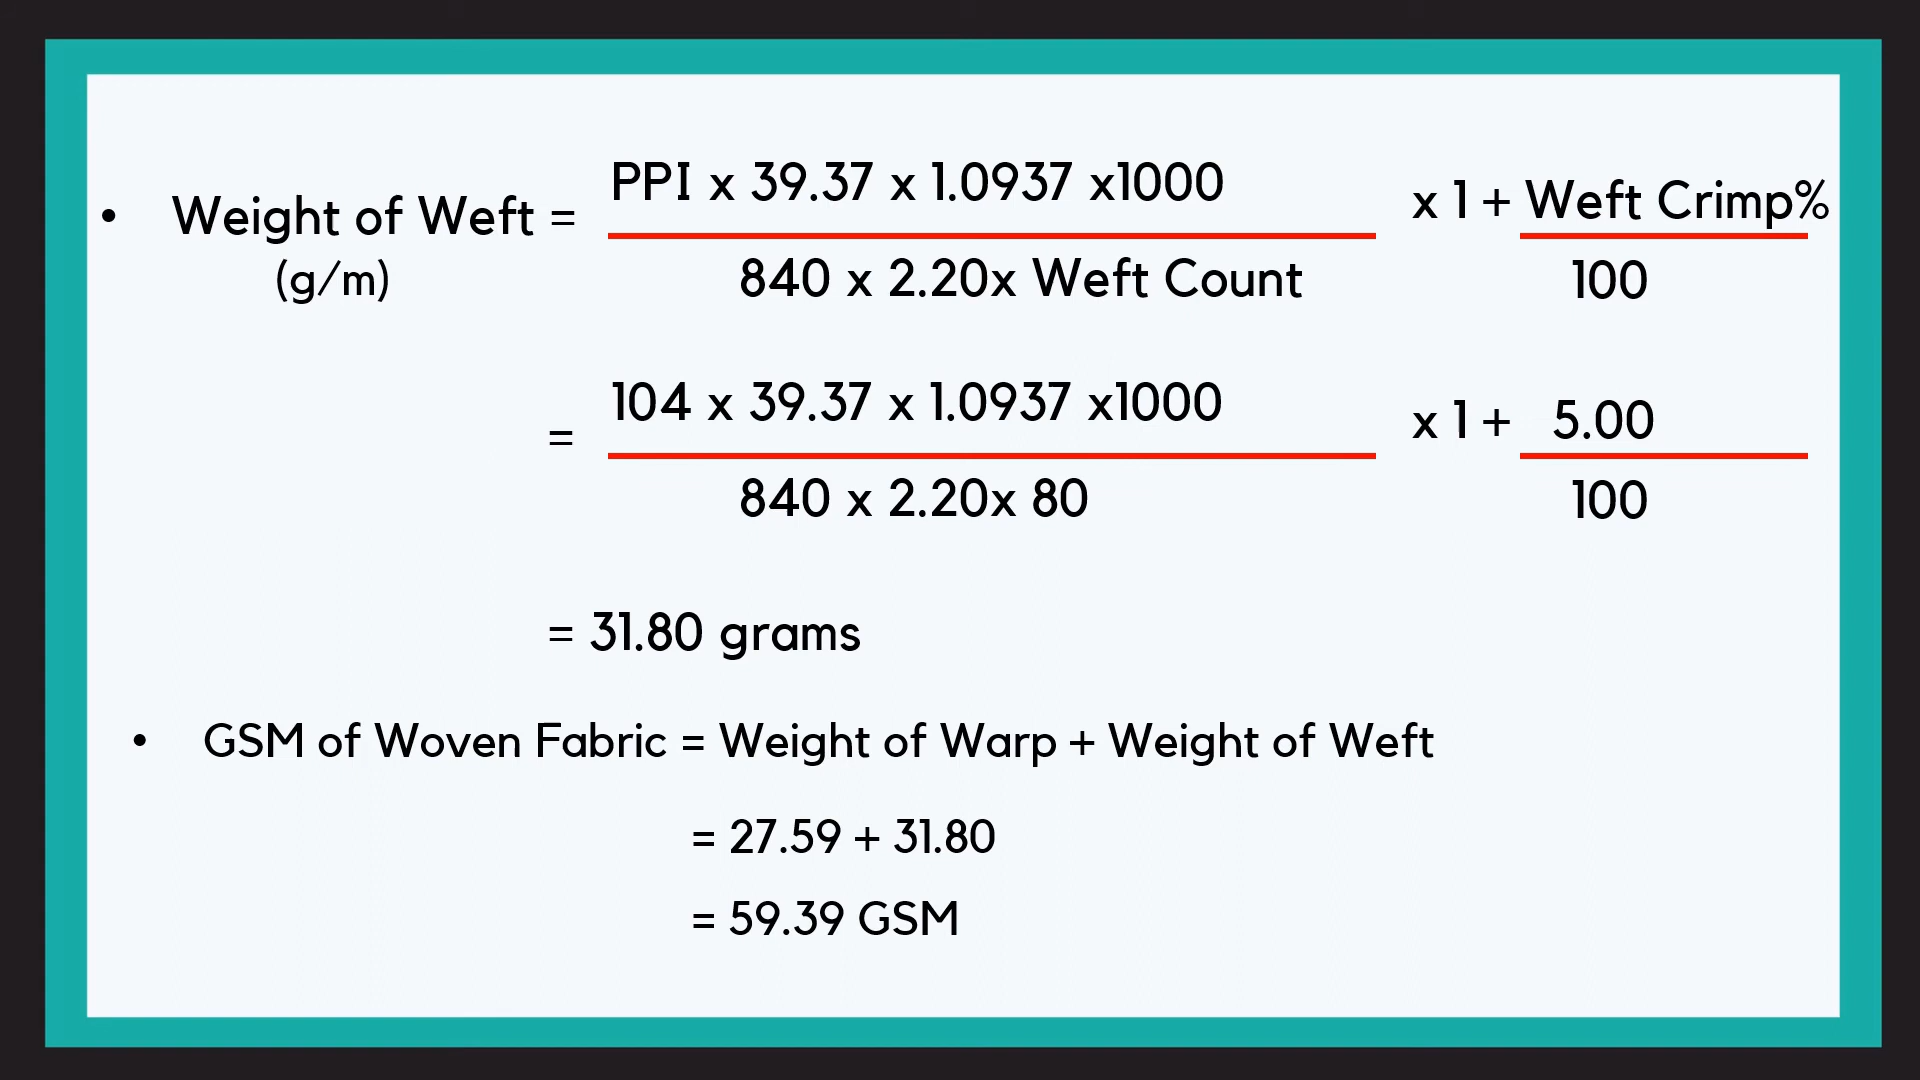 • Weight of Weft = PPI x 39.37 x 1.0937 x1000 x 1 + Weft Crimp%
(g/m) 840 x 2.20x Weft Count 100
= 104 x 39.37 x 1.0937 x1000 x 1 + 5.00
840 x 2.20x 80 100
= 31.80 grams
• GSM of Woven Fabric = Weight of Warp + Weight of Weft
= 27.59 + 31.80
= 59.39 GSM